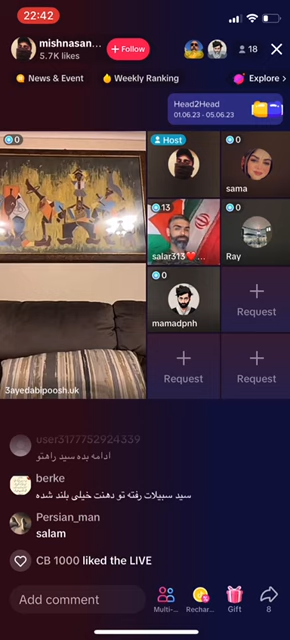 22:42
mishnasan...
5.7K likes
+ Follow
18
News & Event
Weekly Ranking
Explore >
Head2Head
01.06.23 - 05.06.23
0
Host
0
sama
13
salar313❤️...
0
Ray
0
mamadpnh
Request
Request
Request
3ayedabipoosh.uk
user3177752924339
ادامه بده سید راهتو
berke
سید سبیلات رفته تو دهنت خیلی بلند شده
Persian_man
salam
CB 1000 liked the LIVE
Add comment
Multi-...
Rechar...
Gift
8